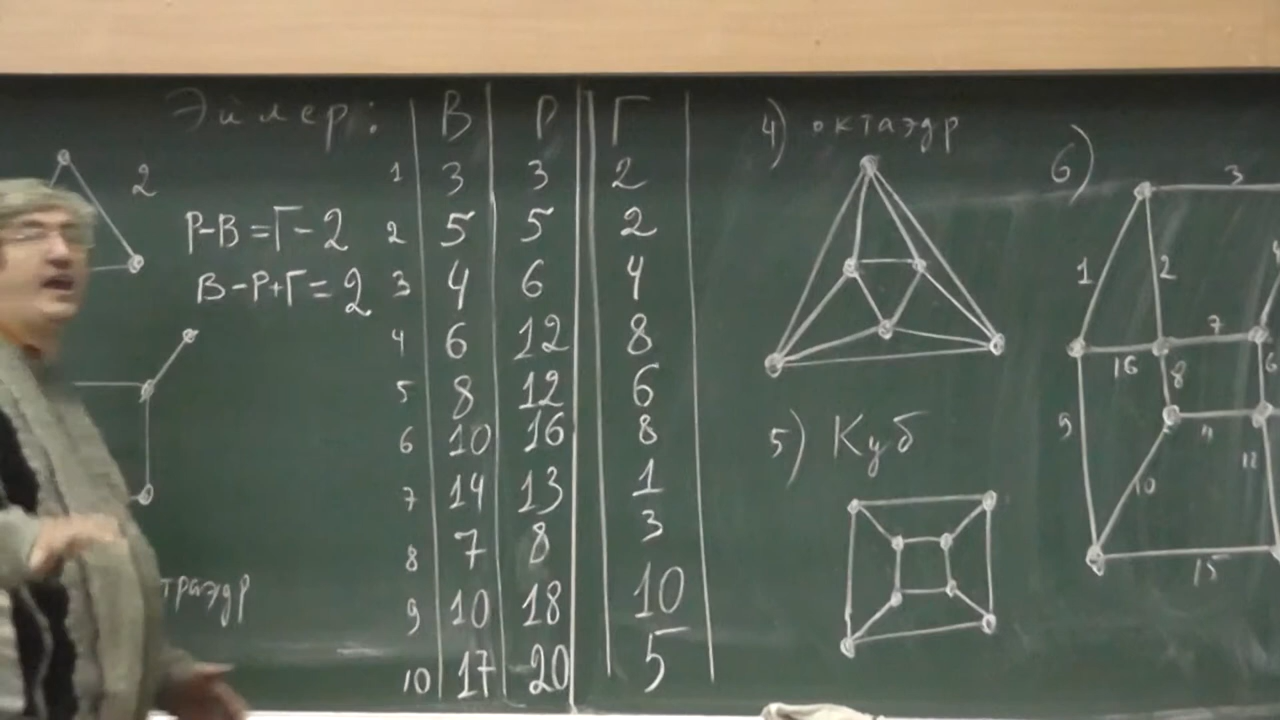 Эйлер:
В Р Г
1 3 3 2
2 5 5 2
3 4 6 4
4 6 12 8
5 8 12 6
6 10 16 8
7 14 13 1
8 7 8 3
9 10 18 10
10 17 20 5
2
Р-В=Г-2
В-Р+Г=2
траэдр
4) октаэдр
5) Куб
6)
3
1 2
7
16 8 6
9 11
10 12
15